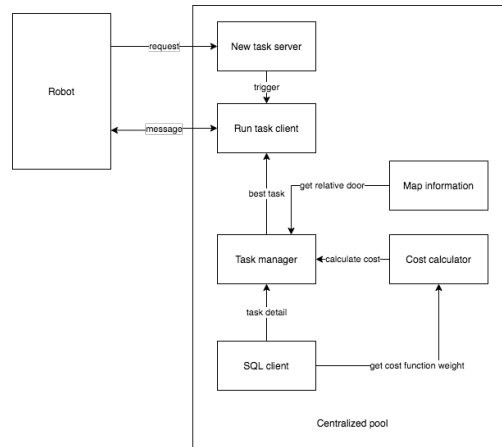 request
New task server
trigger
Robot
message
Run task client
best task
get relative door
Map information
Task manager
calculate cost
Cost calculator
task detail
SQL client
get cost function weight
Centralized pool